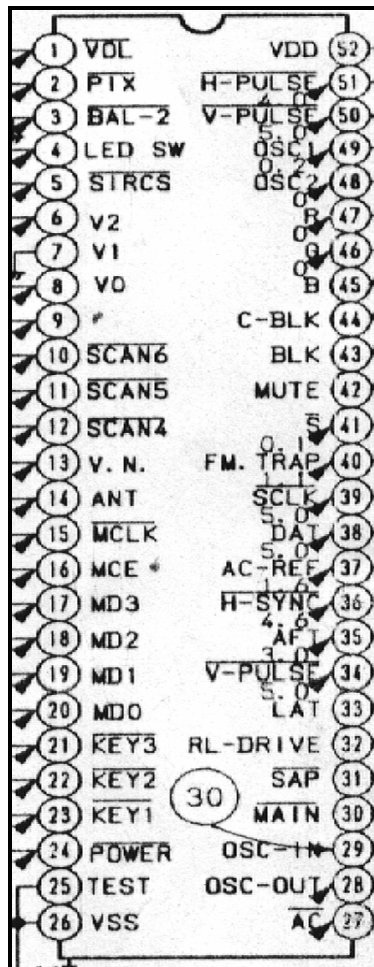 1 VOL VDD 52
2 PIX H-PULSE 51
4.0
3 BAL-2 V-PULSE 50
5.0
4 LED SW OSC1 49
0.2
5 SIRCS OSC2 48
0
6 V2 R 47
0
7 V1 G 46
0
8 V0 B 45
9 C-BLK 44
10 SCAN6 BLK 43
11 SCAN5 MUTE 42
12 SCAN4 S 41
0.1
13 V.N. FM.TRAP 40
1.1
14 ANT SCLK 39
5.0
15 MCLK DAT 38
5.0
16 MCE AC-REF 37
1.6
17 MD3 H-SYNC 36
4.6
18 MD2 AFT 35
3.0
19 MD1 V-PULSE 34
5.0
20 MD0 LAT 33
21 KEY3 RL-DRIVE 32
22 KEY2 SAP 31
30
23 KEY1 MAIN 30
24 POWER OSC-IN 29
25 TEST OSC-OUT 28
26 VSS AC 27